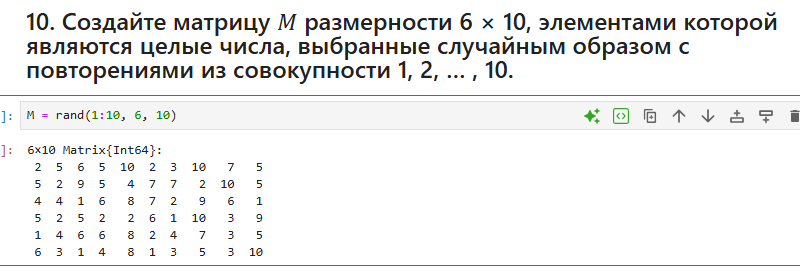 10. Создайте матрицу M размерности 6 × 10, элементами которой
являются целые числа, выбранные случайным образом с
повторениями из совокупности 1, 2, … , 10.
]: M = rand(1:10, 6, 10)
]: 6×10 Matrix{Int64}:
2 5 6 5 10 2 3 10 7 5
5 2 9 5 4 7 7 2 10 5
4 4 1 6 8 7 2 9 6 1
5 2 5 2 2 6 1 10 3 9
1 4 6 6 8 2 4 7 3 5
6 3 1 4 8 1 3 5 3 10